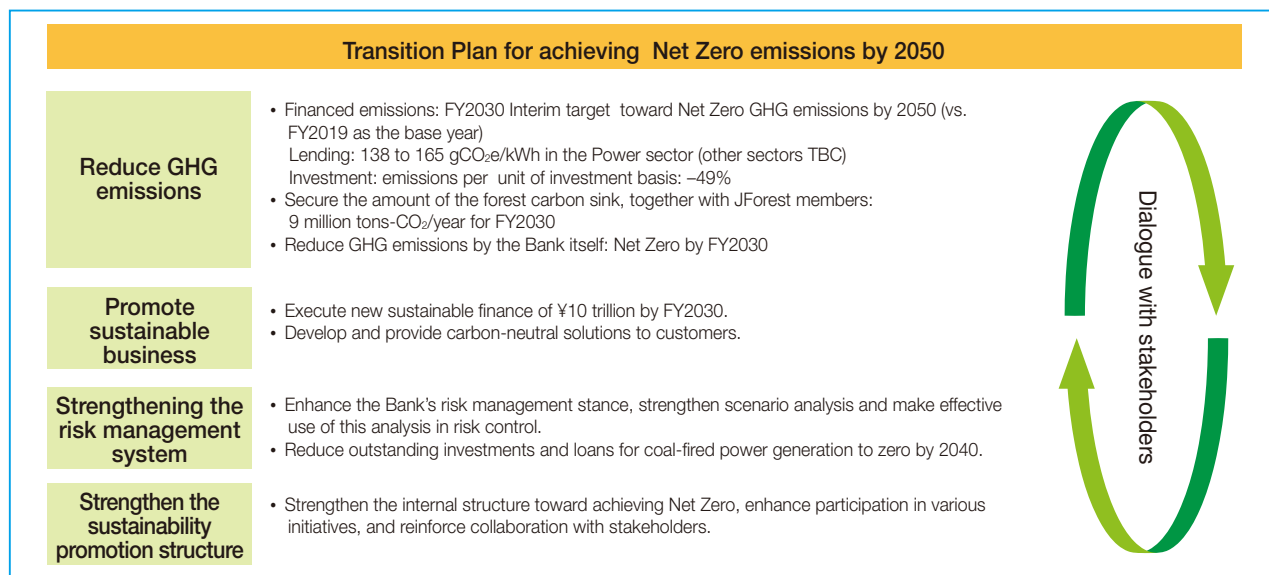 Transition Plan for achieving Net Zero emissions by 2050
Reduce GHG
emissions
• Financed emissions: FY2030 Interim target toward Net Zero GHG emissions by 2050 (vs.
FY2019 as the base year)
Lending: 138 to 165 gCO₂e/kWh in the Power sector (other sectors TBC)
Investment: emissions per unit of investment basis: –49%
• Secure the amount of the forest carbon sink, together with JForest members:
9 million tons-CO₂/year for FY2030
• Reduce GHG emissions by the Bank itself: Net Zero by FY2030
Promote
sustainable
business
• Execute new sustainable finance of ¥10 trillion by FY2030.
• Develop and provide carbon-neutral solutions to customers.
Strengthening the
risk management
system
• Enhance the Bank's risk management stance, strengthen scenario analysis and make effective
use of this analysis in risk control.
• Reduce outstanding investments and loans for coal-fired power generation to zero by 2040.
Strengthen the
sustainability
promotion structure
• Strengthen the internal structure toward achieving Net Zero, enhance participation in various
initiatives, and reinforce collaboration with stakeholders.
Dialogue with stakeholders